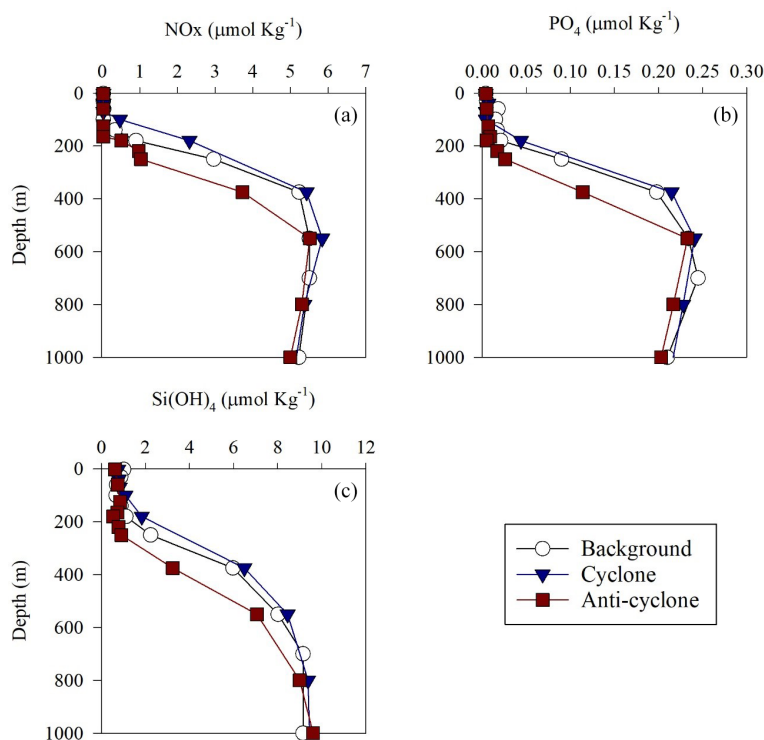 NOx (μmol Kg⁻¹)
0 1 2 3 4 5 6 7
0
200
400
600
800
1000
Depth (m)
(a)
PO₄ (μmol Kg⁻¹)
0.00 0.05 0.10 0.15 0.20 0.25 0.30
0
200
400
600
800
1000
(b)
Si(OH)₄ (μmol Kg⁻¹)
0 2 4 6 8 10 12
0
200
400
600
800
1000
Depth (m)
(c)
Background
Cyclone
Anti-cyclone